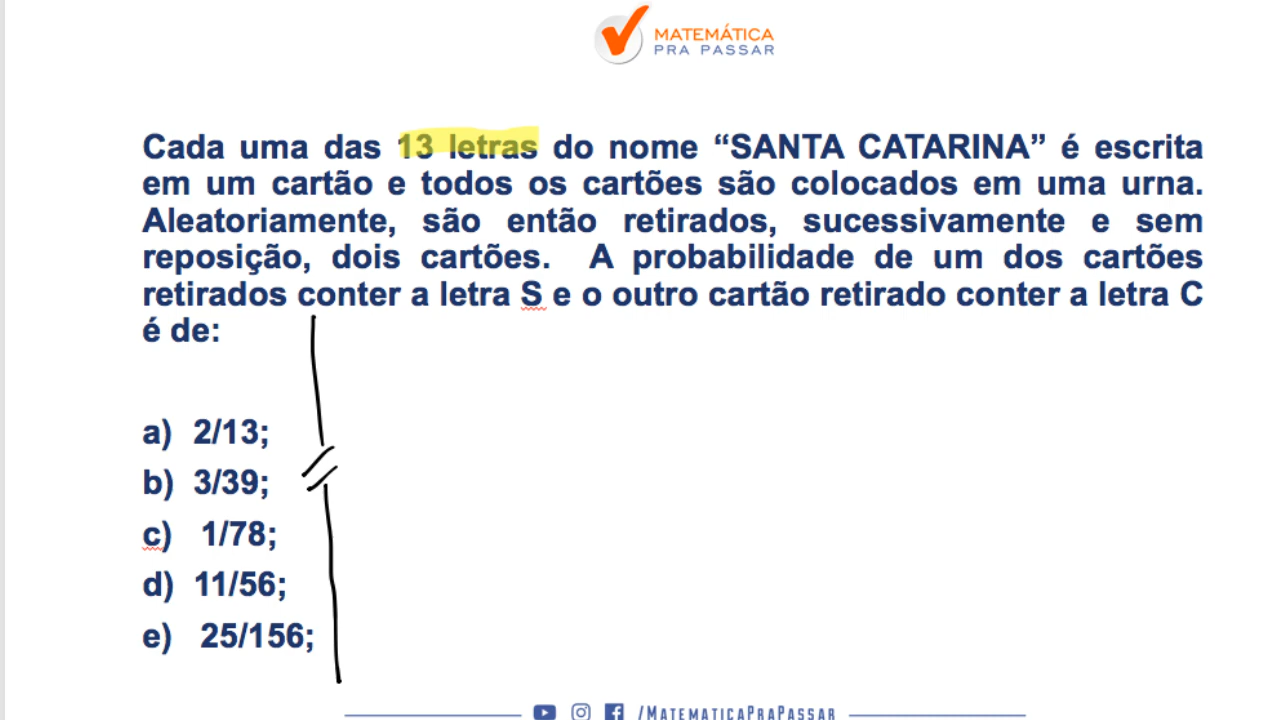 MATEMÁTICA
PRA PASSAR
Cada uma das 13 letras do nome “SANTA CATARINA” é escrita
em um cartão e todos os cartões são colocados em uma urna.
Aleatoriamente, são então retirados, sucessivamente e sem
reposição, dois cartões. A probabilidade de um dos cartões
retirados conter a letra S e o outro cartão retirado conter a letra C
é de:
a) 2/13;
b) 3/39;
c) 1/78;
d) 11/56;
e) 25/156;
/MATEMATICAPRAPASSAR